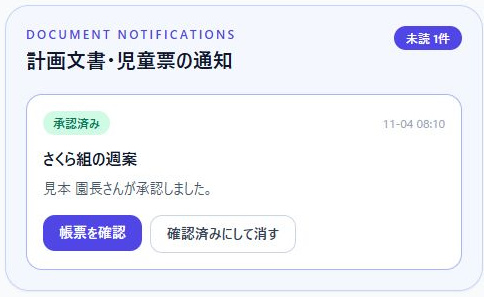 DOCUMENT NOTIFICATIONS
計画文書・児童票の通知
未読 1件
承認済み
11-04 08:10
さくら組の週案
見本 園長さんが承認しました。
帳票を確認
確認済みにして消す